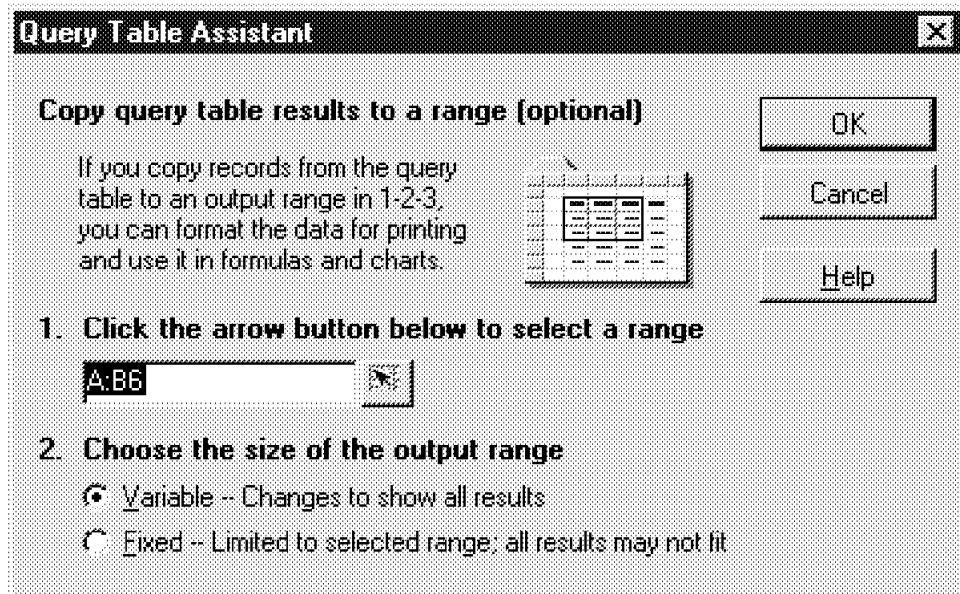 Query Table Assistant
Copy query table results to a range (optional)
If you copy records from the query
table to an output range in 1-2-3,
you can format the data for printing
and use it in formulas and charts.
OK
Cancel
Help
1. Click the arrow button below to select a range
A:B6
2. Choose the size of the output range
Variable -- Changes to show all results
Fixed -- Limited to selected range; all results may not fit